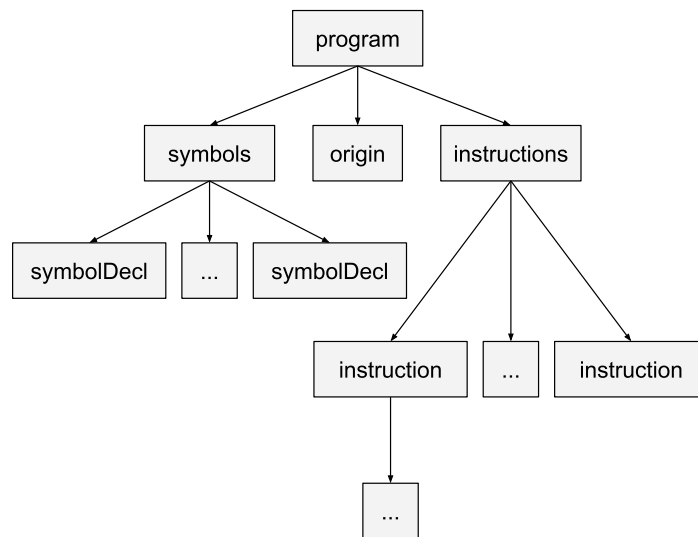 program
symbols
origin
instructions
symbolDecl
...
symbolDecl
instruction
...
instruction
...